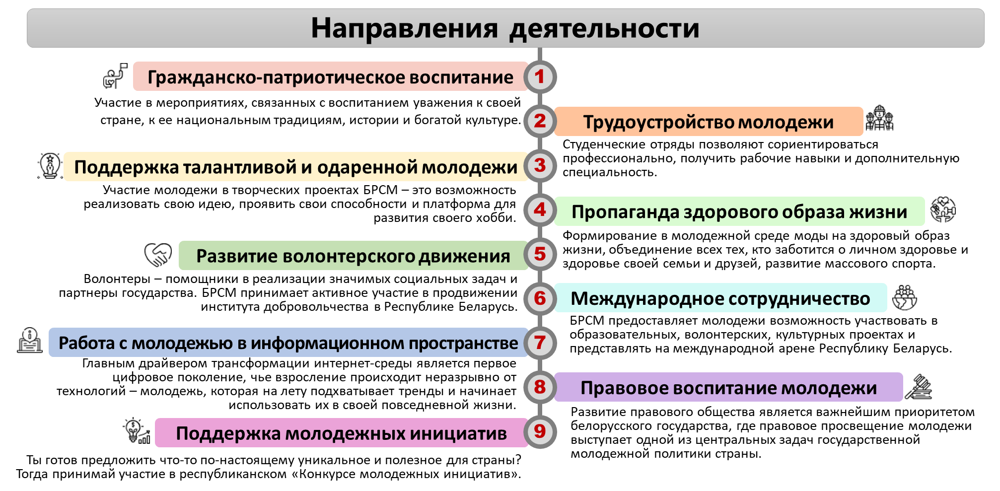 Направления деятельности
1
Гражданско-патриотическое воспитание
Участие в мероприятиях, связанных с воспитанием уважения к своей
стране, к ее национальным традициям, истории и богатой культуре.
2
Трудоустройство молодежи
Студенческие отряды позволяют сориентироваться
профессионально, получить рабочие навыки и дополнительную
специальность.
3
Поддержка талантливой и одаренной молодежи
Участие молодежи в творческих проектах БРСМ – это возможность
реализовать свою идею, проявить свои способности и платформа для
развития своего хобби.
4
Пропаганда здорового образа жизни
Формирование в молодежной среде моды на здоровый образ
жизни, объединение всех тех, кто заботится о личном здоровье и
здоровье своей семьи и друзей, развитие массового спорта.
5
Развитие волонтерского движения
Волонтеры – помощники в реализации значимых социальных задач и
партнеры государства. БРСМ принимает активное участие в продвижении
института добровольчества в Республике Беларусь.
6
Международное сотрудничество
БРСМ предоставляет молодежи возможность участвовать в
образовательных, волонтерских, культурных проектах и
представлять на международной арене Республику Беларусь.
7
Работа с молодежью в информационном пространстве
Главным драйвером трансформации интернет-среды является первое
цифровое поколение, чье взросление происходит неразрывно от
технологий – молодежь, которая на лету подхватывает тренды и начинает
использовать их в своей повседневной жизни.
8
Правовое воспитание молодежи
Развитие правового общества является важнейшим приоритетом
белорусского государства, где правовое просвещение молодежи
выступает одной из центральных задач государственной
молодежной политики страны.
9
Поддержка молодежных инициатив
Ты готов предложить что-то по-настоящему уникальное и полезное для страны?
Тогда принимай участие в республиканском «Конкурсе молодежных инициатив».